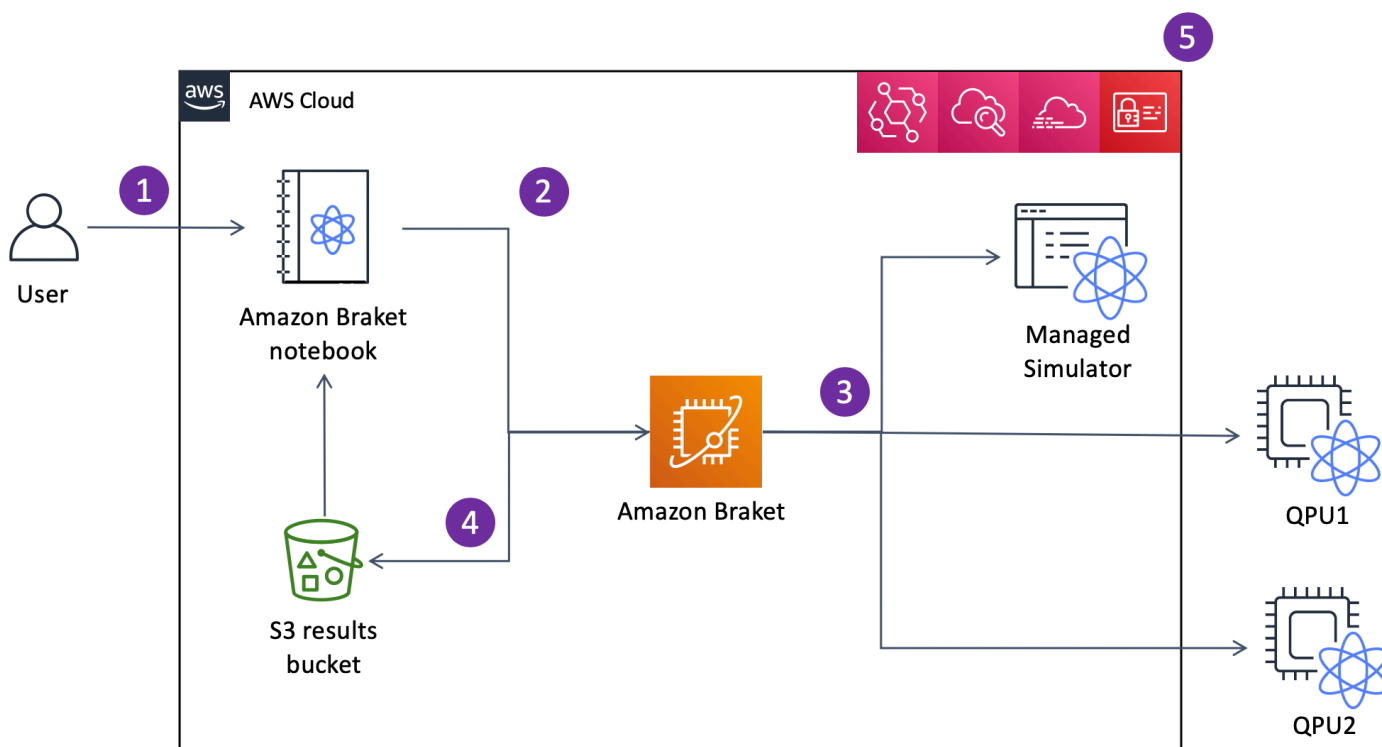 5
aws
AWS Cloud
1
2
User
Amazon Braket
notebook
Managed
Simulator
3
Amazon Braket
4
QPU1
S3 results
bucket
QPU2